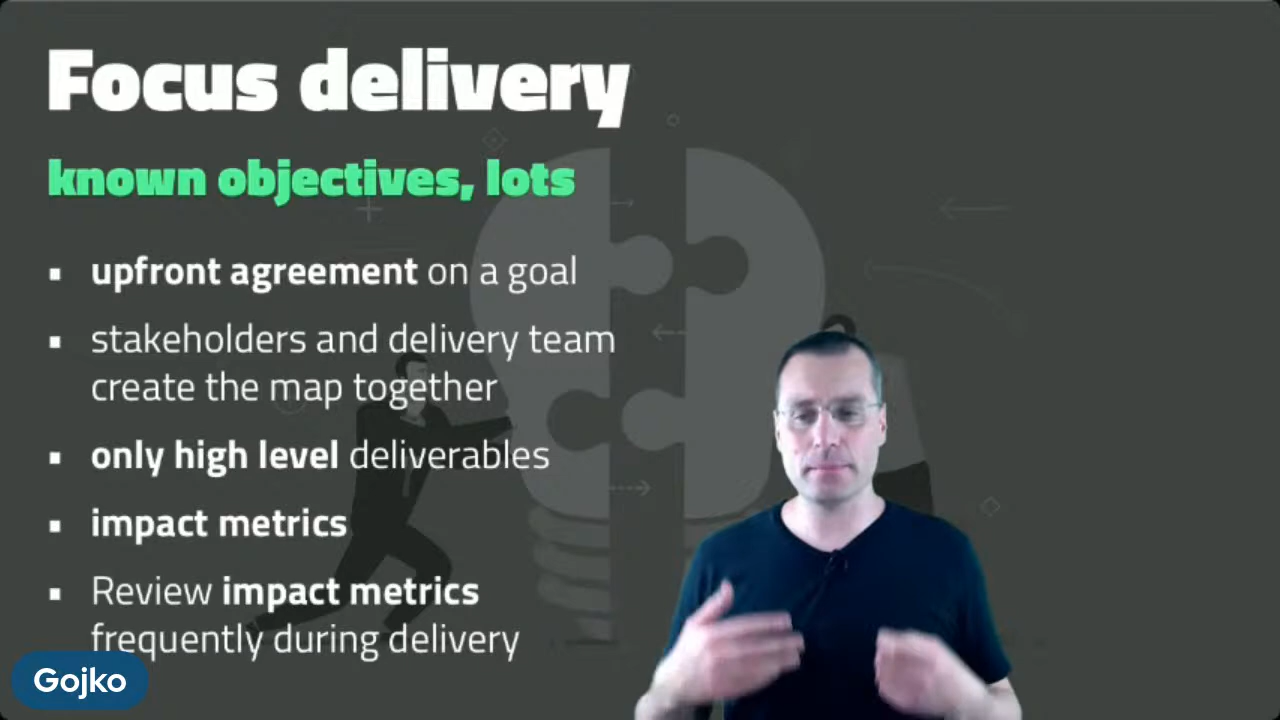 Focus delivery
known objectives, lots
▪ upfront agreement on a goal
▪ stakeholders and delivery team
create the map together
▪ only high level deliverables
▪ impact metrics
▪ Review impact metrics
frequently during delivery
Gojko